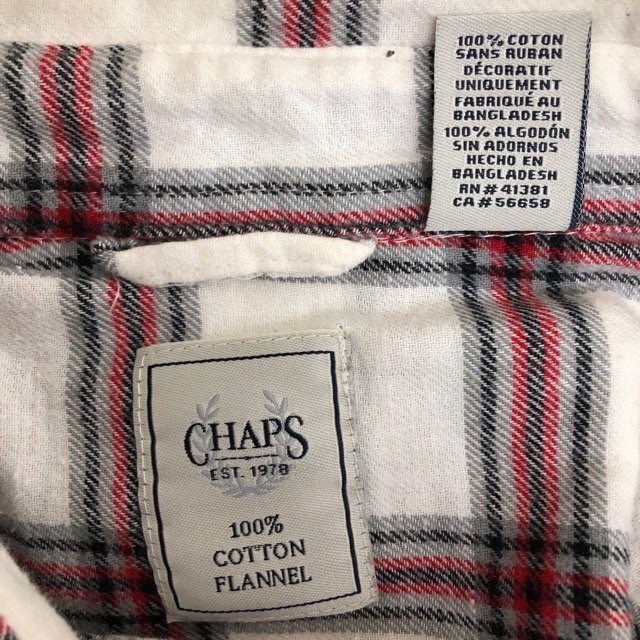 100% COTON
SANS RUBAN
DÉCORATIF
UNIQUEMENT
FABRIQUÉ AU
BANGLADESH
100% ALGODÓN
SIN ADORNOS
HECHO EN
BANGLADESH
RN # 41381
CA # 56658
CHAPS
EST. 1978
100%
COTTON
FLANNEL